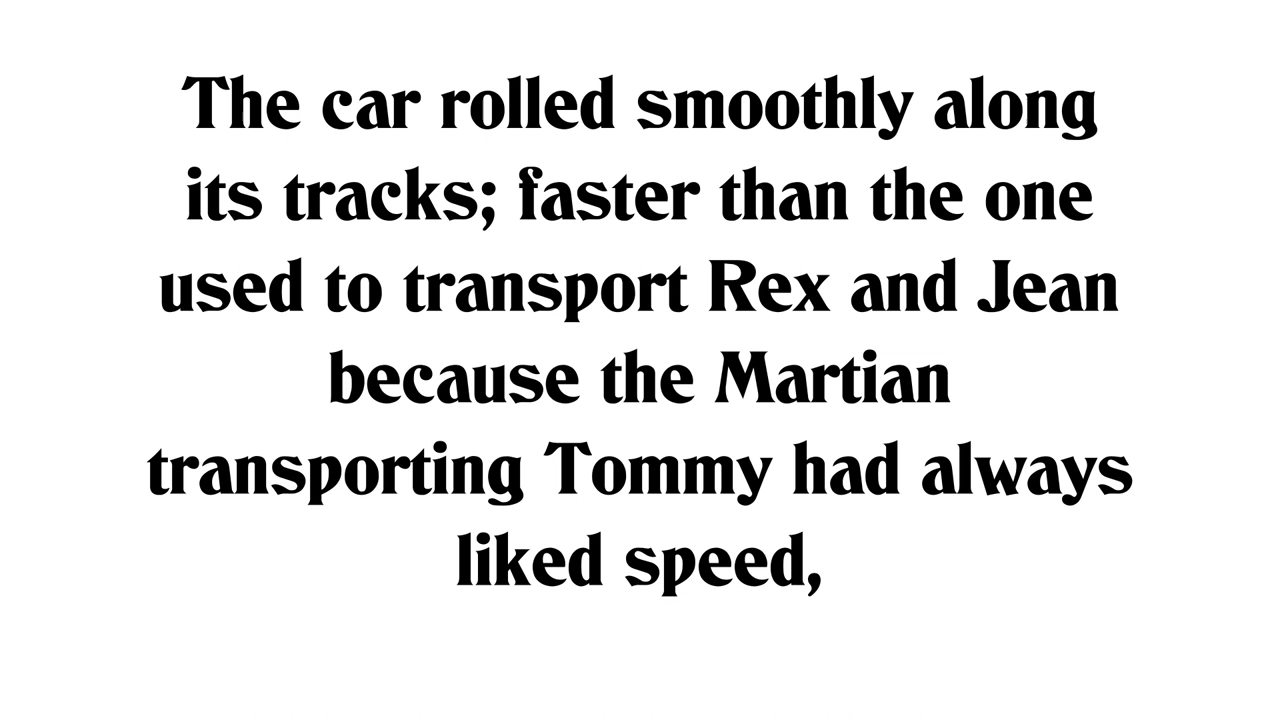 The car rolled smoothly along
its tracks; faster than the one
used to transport Rex and Jean
because the Martian
transporting Tommy had always
liked speed,